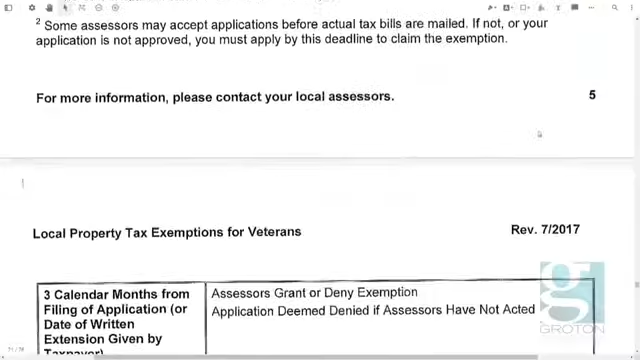 2 Some assessors may accept applications before actual tax bills are mailed. If not, or your
application is not approved, you must apply by this deadline to claim the exemption.
For more information, please contact your local assessors.
5
Local Property Tax Exemptions for Veterans
Rev. 7/2017
3 Calendar Months from
Filing of Application (or
Date of Written
Extension Given by
Taxpayer)
Assessors Grant or Deny Exemption
Application Deemed Denied if Assessors Have Not Acted
GROTON